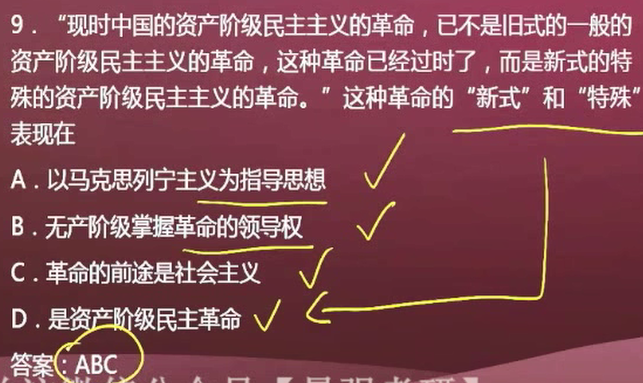 9．“现时中国的资产阶级民主主义的革命，已不是旧式的一般的
资产阶级民主主义的革命，这种革命已经过时了，而是新式的特
殊的资产阶级民主主义的革命。”这种革命的“新式”和“特殊”
表现在
A．以马克思列宁主义为指导思想
B．无产阶级掌握革命的领导权
C．革命的前途是社会主义
D．是资产阶级民主革命
答案：ABC